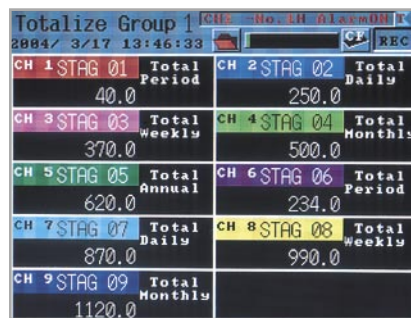 Totalize Group 1 CH1 -No.1H AlarmON T
2004/ 3/17 13:46:33 CF REC
CH 1 STAG 01 Total Period
40.0
CH 2 STAG 02 Total Daily
250.0
CH 3 STAG 03 Total Weekly
370.0
CH 4 STAG 04 Total Monthly
500.0
CH 5 STAG 05 Total Annual
620.0
CH 6 STAG 06 Total Period
234.0
CH 7 STAG 07 Total Daily
870.0
CH 8 STAG 08 Total Weekly
990.0
CH 9 STAG 09 Total Monthly
1120.0